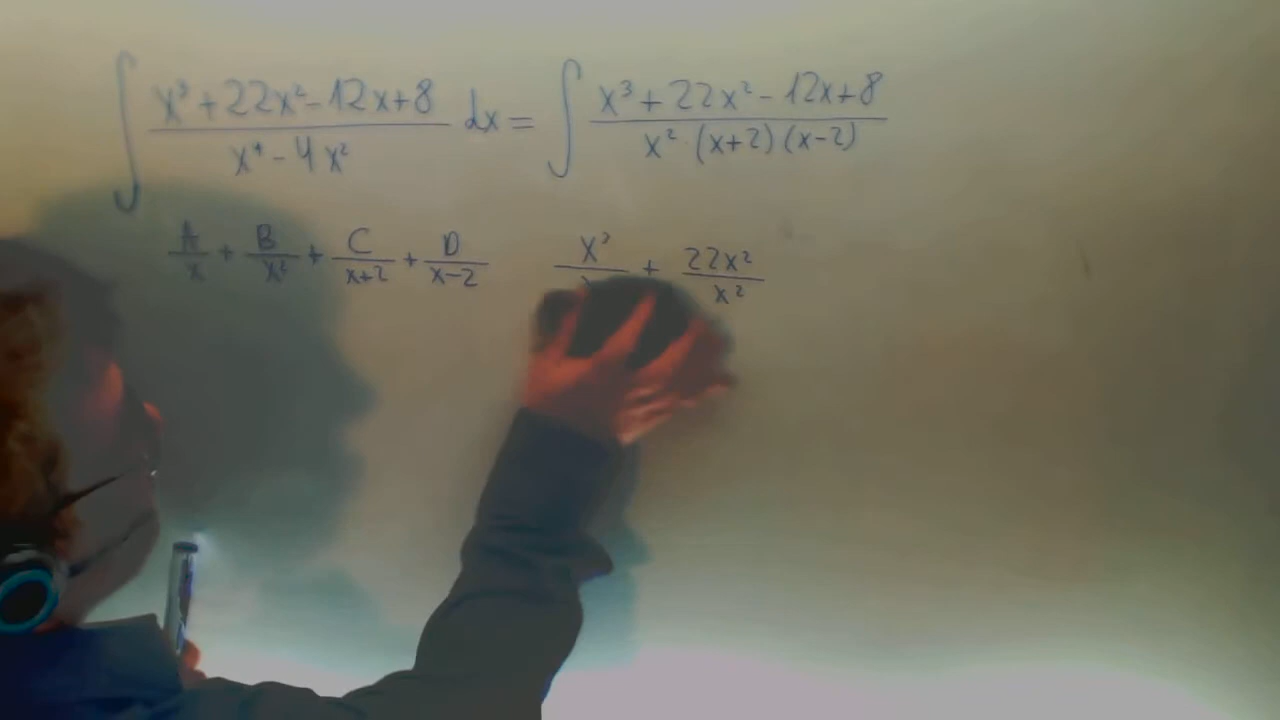 ∫ (x³ + 22x² - 12x + 8)/(x⁴ - 4x²) dx = ∫ (x³ + 22x² - 12x + 8)/(x² · (x+2)(x-2))
A/x + B/x² + C/(x+2) + D/(x-2) x³/ + 22x²/x²